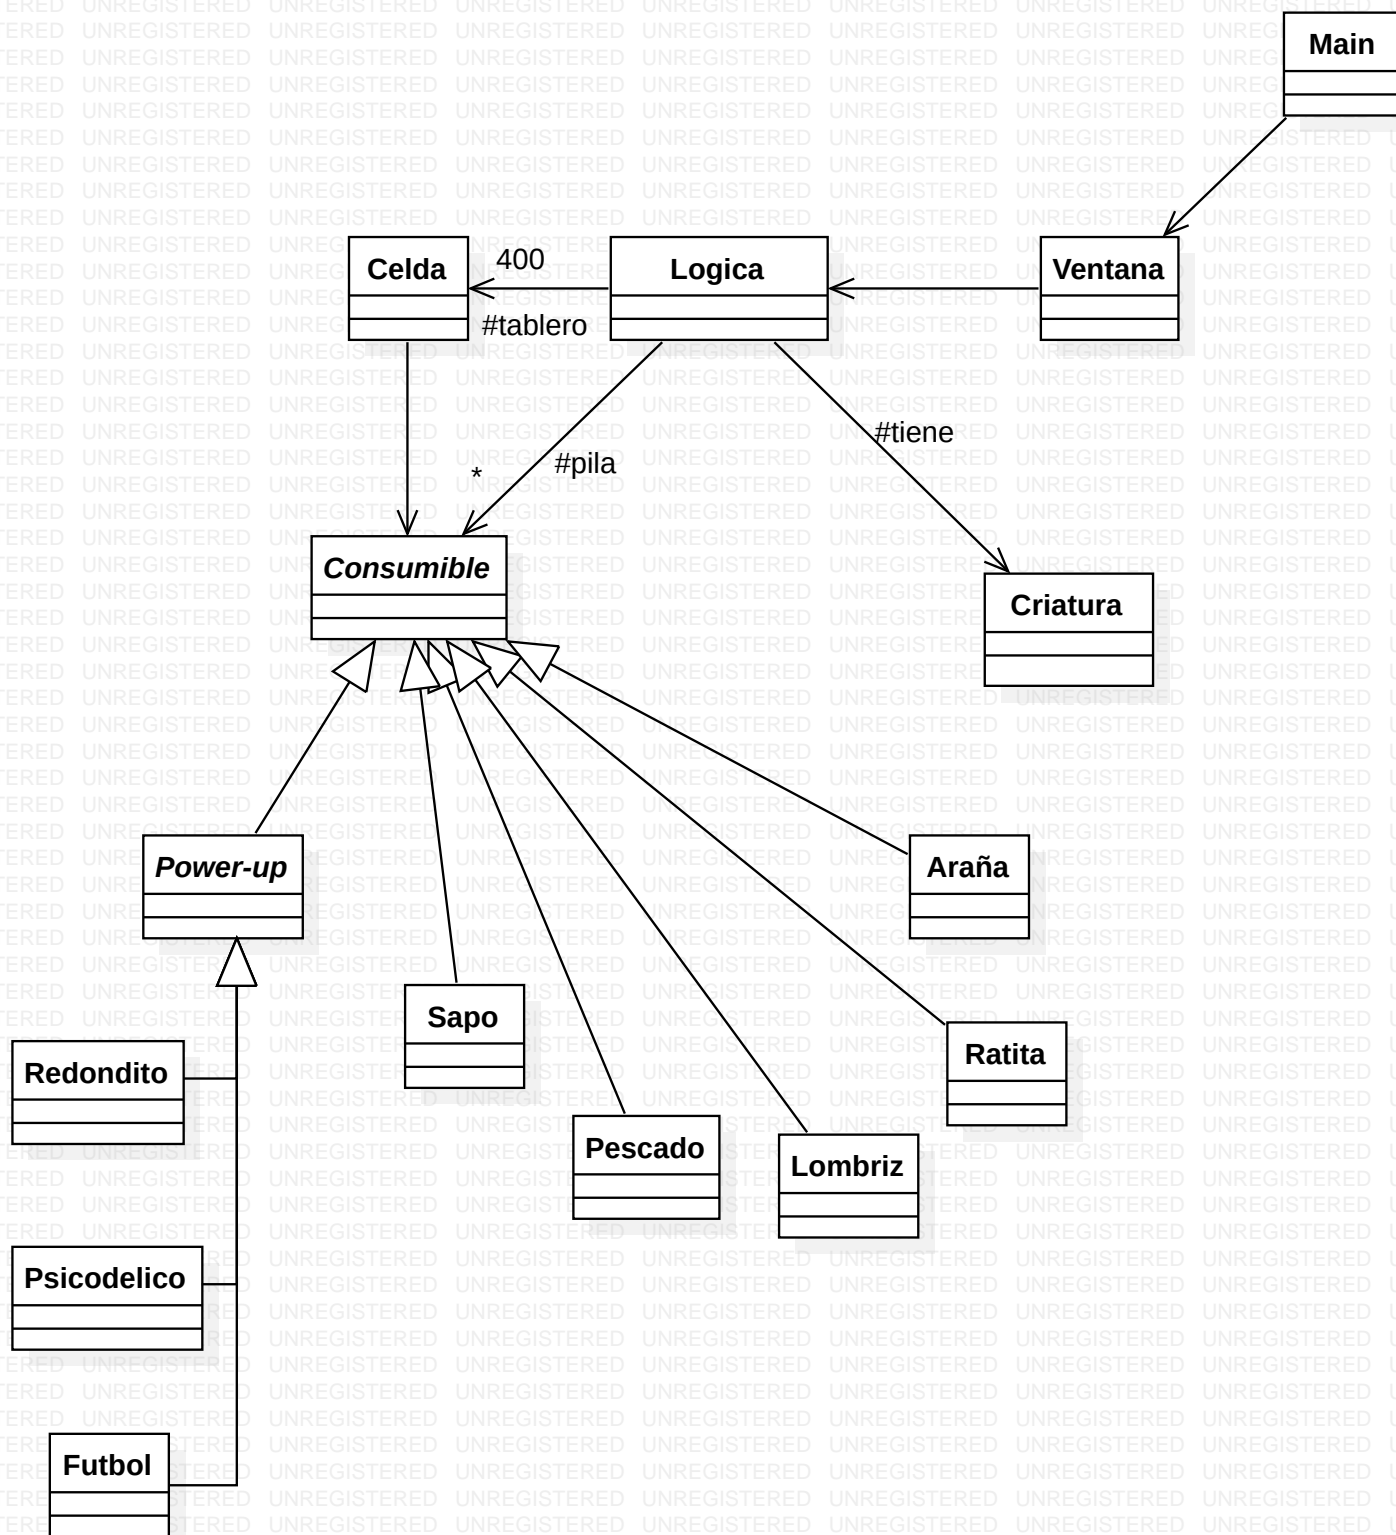 Main
Celda
400
#tablero
Logica
Ventana
#tiene
#pila
*
Consumible
Criatura
Power-up
Araña
Sapo
Ratita
Redondito
Pescado
Lombriz
Psicodelico
Futbol
UNREGISTERED